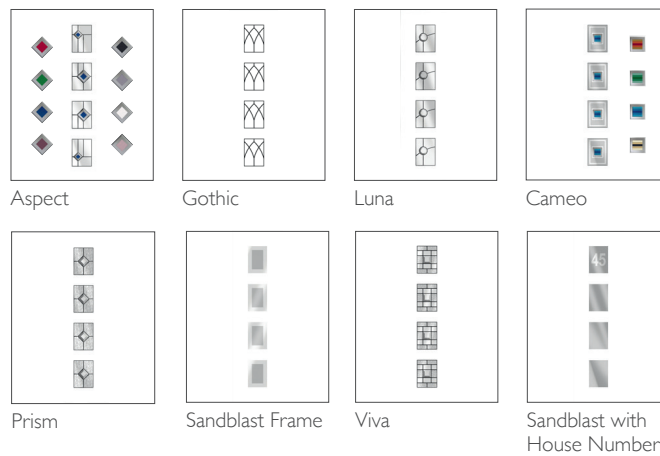 Aspect
Gothic
Luna
Cameo
45
Prism
Sandblast Frame
Viva
Sandblast with
House Number